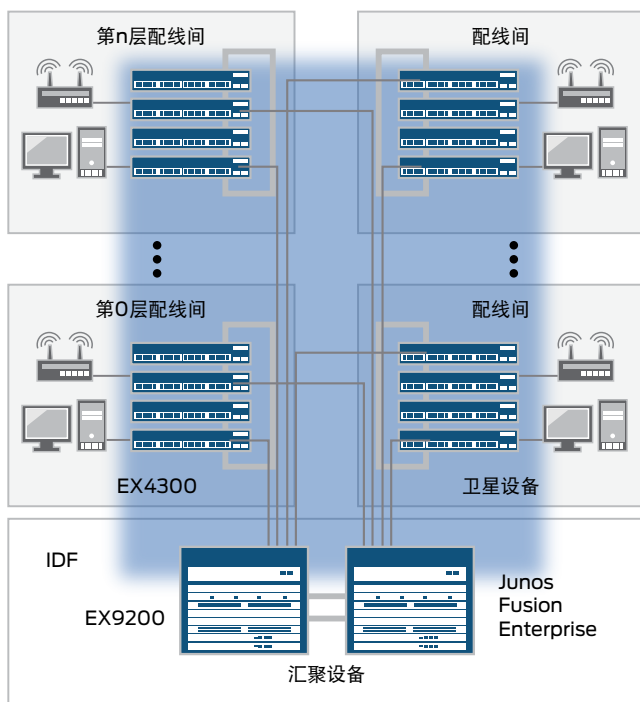 第n层配线间
配线间
第0层配线间
配线间
EX4300
卫星设备
IDF
EX9200
Junos
Fusion
Enterprise
汇聚设备